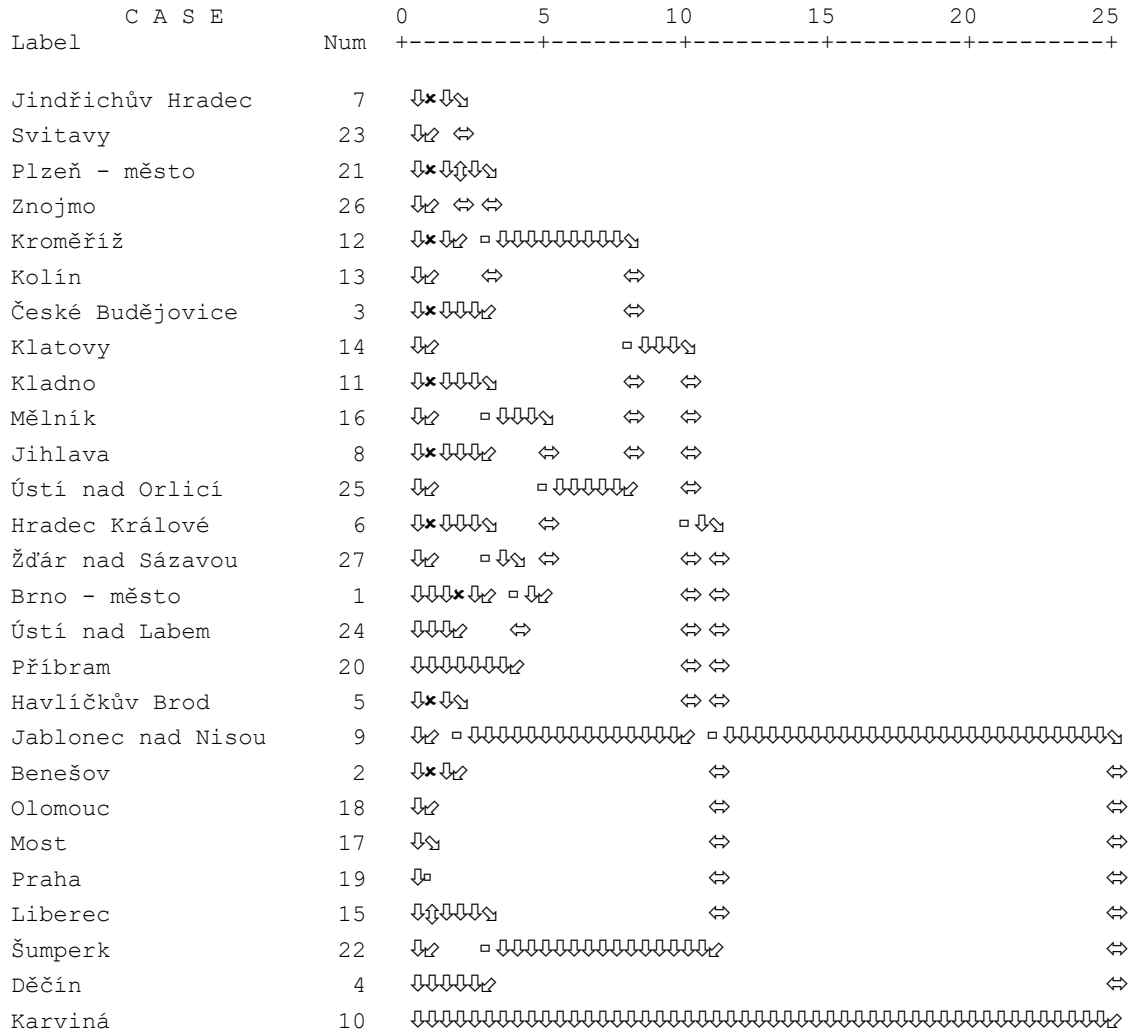 C A S E 0 5 10 15 20 25
Label Num +---------+---------+---------+---------+---------+
Jindřichův Hradec 7 ⇩×⇩⬂
Svitavy 23 ⇩⬃ ⬄
Plzeň - město 21 ⇩×⇩⇳⇩⬂
Znojmo 26 ⇩⬃ ⬄ ⬄
Kroměříž 12 ⇩×⇩⬃ ▫⇩⇩⇩⇩⇩⇩⇩⇩⇩⬂
Kolín 13 ⇩⬃ ⬄ ⬄
České Budějovice 3 ⇩×⇩⇩⇩⬃ ⬄
Klatovy 14 ⇩⬃ ▫⇩⇩⇩⬂
Kladno 11 ⇩×⇩⇩⇩⬂ ⬄ ⬄
Mělník 16 ⇩⬃ ▫⇩⇩⇩⬂ ⬄ ⬄
Jihlava 8 ⇩×⇩⇩⇩⬃ ⬄ ⬄ ⬄
Ústí nad Orlicí 25 ⇩⬃ ▫⇩⇩⇩⇩⇩⬃ ⬄
Hradec Králové 6 ⇩×⇩⇩⇩⬂ ⬄ ▫⇩⬂
Žďár nad Sázavou 27 ⇩⬃ ▫⇩⬂ ⬄ ⬄ ⬄
Brno - město 1 ⇩⇩⇩×⇩⬃ ▫⇩⬃ ⬄ ⬄
Ústí nad Labem 24 ⇩⇩⇩⬃ ⬄ ⬄ ⬄
Příbram 20 ⇩⇩⇩⇩⇩⇩⇩⬃ ⬄ ⬄
Havlíčkův Brod 5 ⇩×⇩⬂ ⬄ ⬄
Jablonec nad Nisou 9 ⇩⬃ ▫⇩⇩⇩⇩⇩⇩⇩⇩⇩⇩⇩⇩⇩⇩⇩⬃ ▫⇩⇩⇩⇩⇩⇩⇩⇩⇩⇩⇩⇩⇩⇩⇩⇩⇩⇩⇩⇩⇩⇩⇩⇩⇩⇩⇩⬂
Benešov 2 ⇩×⇩⬃ ⬄ ⬄
Olomouc 18 ⇩⬃ ⬄ ⬄
Most 17 ⇩⬂ ⬄ ⬄
Praha 19 ⇩▫ ⬄ ⬄
Liberec 15 ⇩⇳⇩⇩⇩⬂ ⬄ ⬄
Šumperk 22 ⇩⬃ ▫⇩⇩⇩⇩⇩⇩⇩⇩⇩⇩⇩⇩⇩⇩⇩⬃ ⬄
Děčín 4 ⇩⇩⇩⇩⇩⬃ ⬄
Karviná 10 ⇩⇩⇩⇩⇩⇩⇩⇩⇩⇩⇩⇩⇩⇩⇩⇩⇩⇩⇩⇩⇩⇩⇩⇩⇩⇩⇩⇩⇩⇩⇩⇩⇩⇩⇩⇩⇩⇩⇩⇩⇩⇩⇩⇩⇩⇩⇩⇩⇩⬃